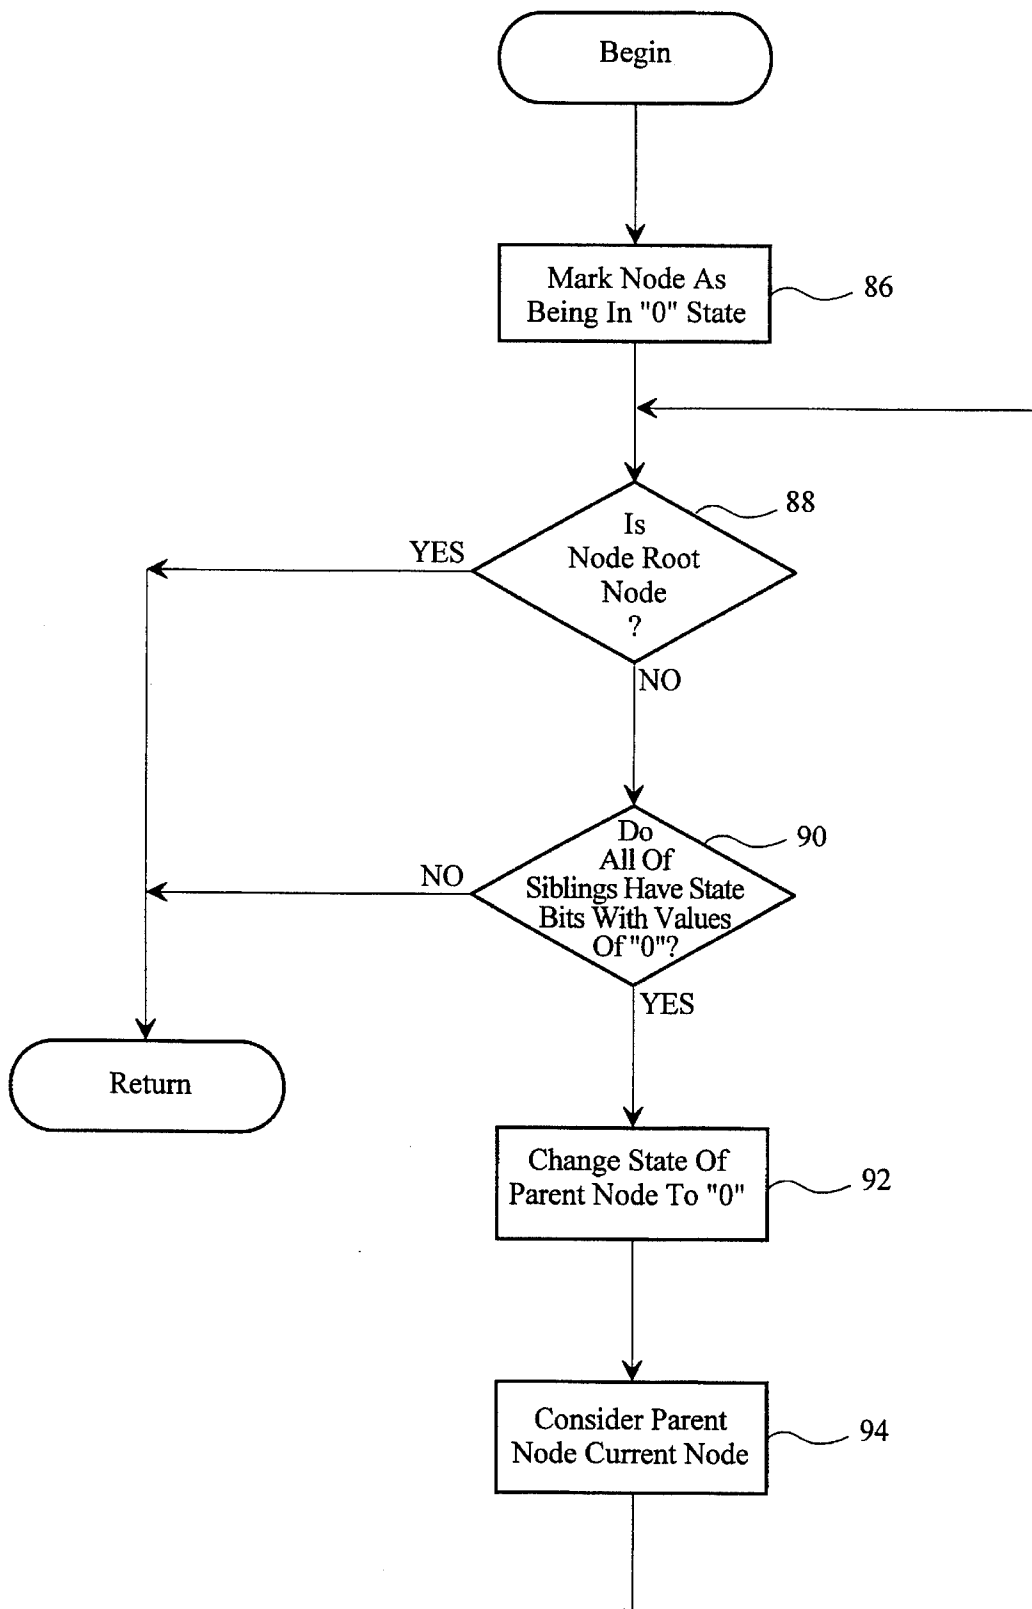 Begin
Mark Node As
Being In "0" State
86
88
Is
Node Root
Node
?
YES
NO
90
Do
All Of
Siblings Have State
Bits With Values
Of "0"?
NO
YES
Return
Change State Of
Parent Node To "0"
92
Consider Parent
Node Current Node
94